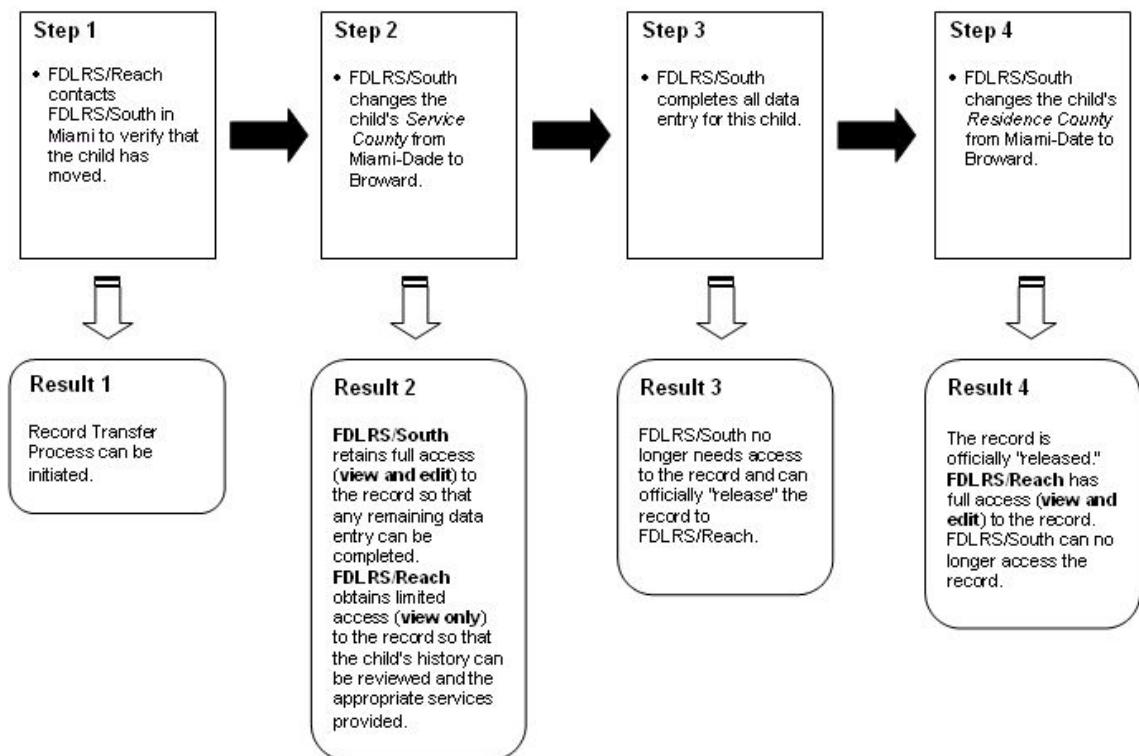 Step 1
• FDLRS/Reach
contacts
FDLRS/South in
Miami to verify that
the child has
moved.
Step 2
• FDLRS/South
changes the
child's Service
County from
Miami-Dade to
Broward.
Step 3
• FDLRS/South
completes all data
entry for this child.
Step 4
• FDLRS/South
changes the child's
Residence County
from Miami-Date to
Broward.
Result 1
Record Transfer
Process can be
initiated.
Result 2
FDLRS/South
retains full access
(view and edit) to
the record so that
any remaining data
entry can be
completed.
FDLRS/Reach
obtains limited
access (view only)
to the record so that
the child's history can
be reviewed and the
appropriate services
provided.
Result 3
FDLRS/South no
longer needs access
to the record and can
officially "release" the
record to
FDLRS/Reach.
Result 4
The record is
officially "released."
FDLRS/Reach has
full access (view and
edit) to the record.
FDLRS/South can no
longer access the
record.